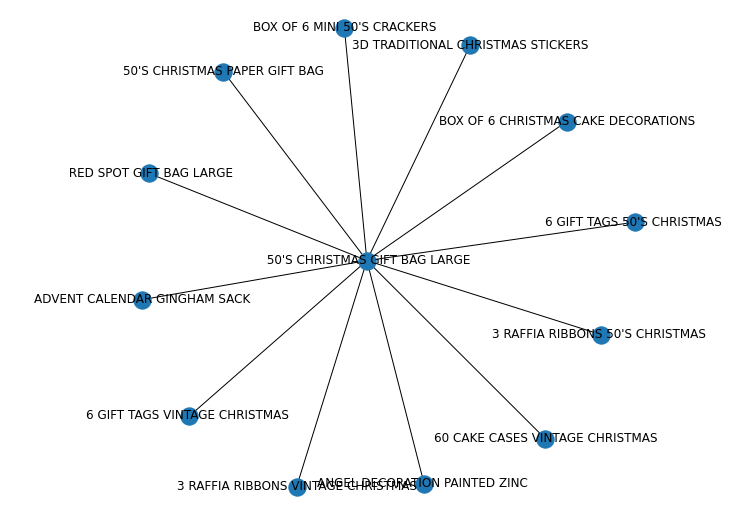 BOX OF 6 MINI 50'S CRACKERS
3D TRADITIONAL CHRISTMAS STICKERS
50'S CHRISTMAS PAPER GIFT BAG
BOX OF 6 CHRISTMAS CAKE DECORATIONS
RED SPOT GIFT BAG LARGE
6 GIFT TAGS 50'S CHRISTMAS
50'S CHRISTMAS GIFT BAG LARGE
ADVENT CALENDAR GINGHAM SACK
3 RAFFIA RIBBONS 50'S CHRISTMAS
6 GIFT TAGS VINTAGE CHRISTMAS
60 CAKE CASES VINTAGE CHRISTMAS
3 RAFFIA RIBBONS VINTAGE CHRISTMAS
ANGEL DECORATION PAINTED ZINC